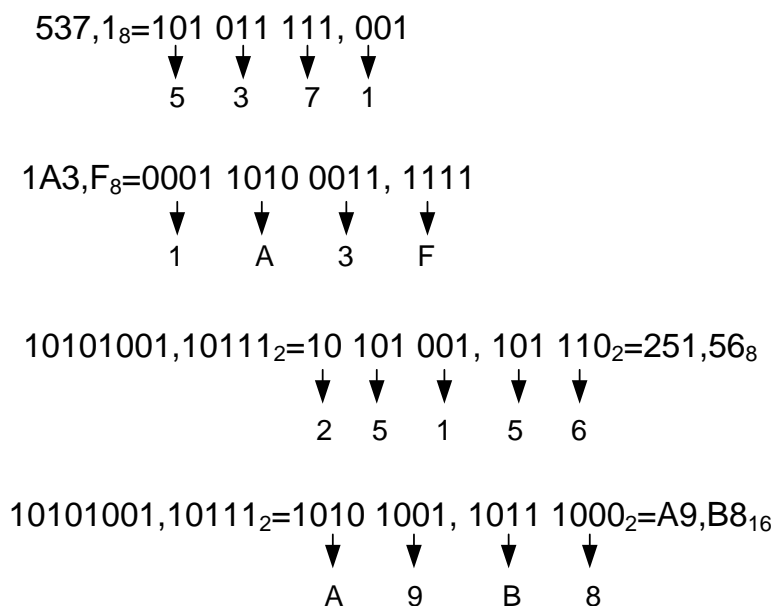 537,1₈=101 011 111, 001
5 3 7 1
1A3,F₈=0001 1010 0011, 1111
1 A 3 F
10101001,10111₂=10 101 001, 101 110₂=251,56₈
2 5 1 5 6
10101001,10111₂=1010 1001, 1011 1000₂=A9,B8₁₆
A 9 B 8